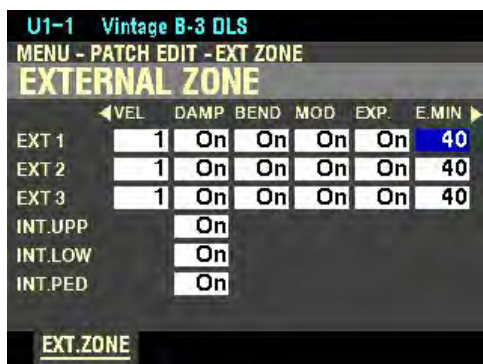 U1-1 Vintage B-3 DLS
MENU - PATCH EDIT - EXT ZONE
EXTERNAL ZONE
VEL DAMP BEND MOD EXP. E.MIN
EXT 1 1 On On On On 40
EXT 2 1 On On On On 40
EXT 3 1 On On On On 40
INT.UPP On
INT.LOW On
INT.PED On
EXT.ZONE